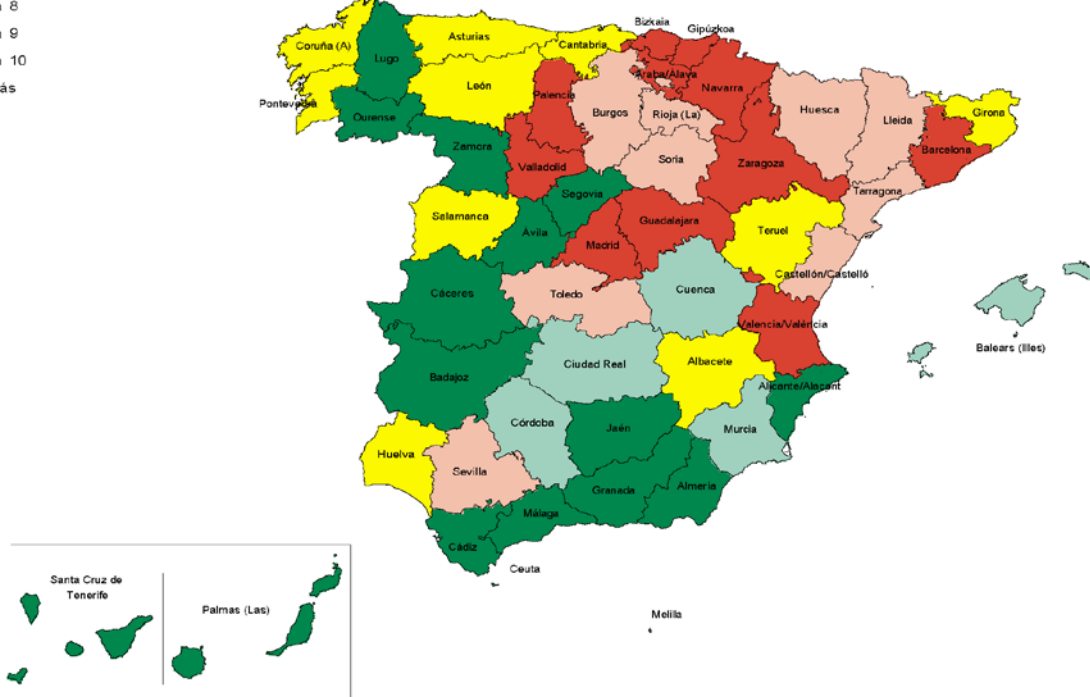 8
9
10
ás
Bizkaia
Gipúzkoa
Coruña (A)
Asturias
Cantabria
Lugo
León
Palencia
Araba/Alava
Navarra
Pontevedra
Ourense
Burgos
Rioja (La)
Huesca
Lleida
Girona
Zamora
Valladolid
Soria
Zaragoza
Barcelona
Segovia
Tarragona
Salamanca
Ávila
Madrid
Guadalajara
Teruel
Castellón/Castelló
Cáceres
Toledo
Cuenca
Valencia/València
Balears (Illes)
Badajoz
Ciudad Real
Albacete
Alicante/Alacant
Córdoba
Jaén
Murcia
Huelva
Sevilla
Granada
Almería
Málaga
Cádiz
Ceuta
Melilla
Santa Cruz de
Tenerife
Palmas (Las)